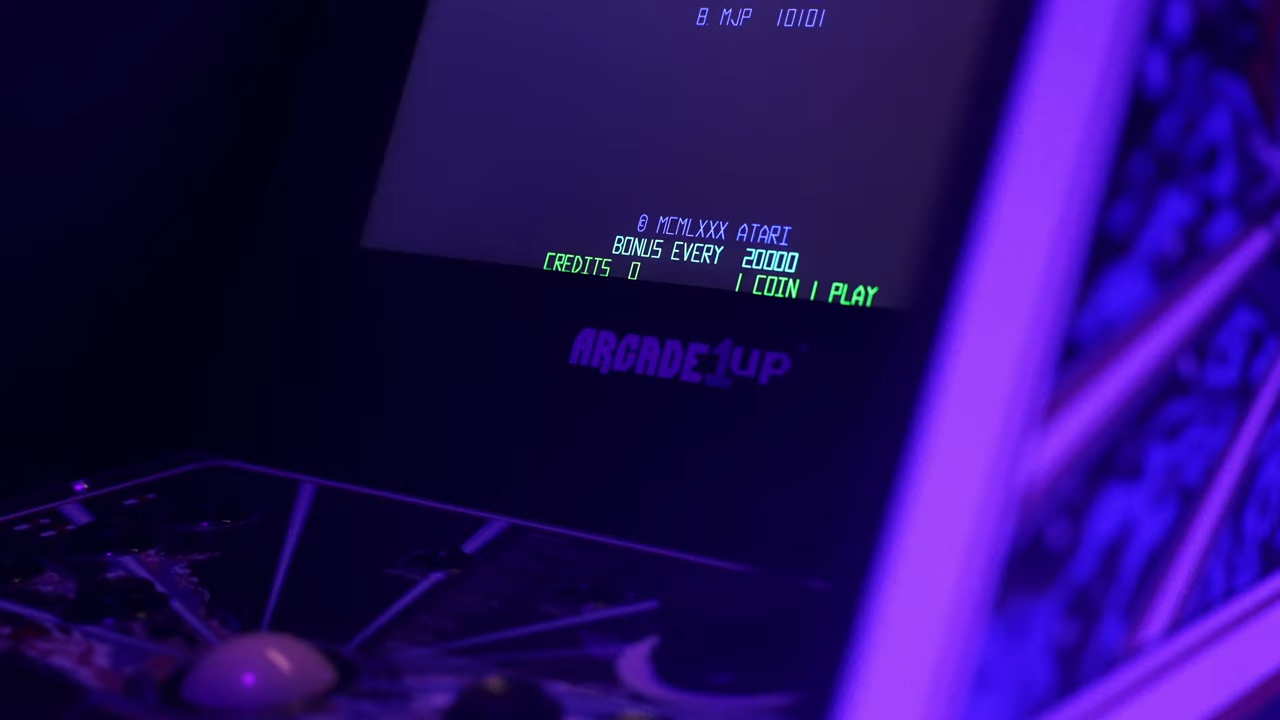 8. MJP 10101
© MCMLXXX ATARI
BONUS EVERY 20000
CREDITS 0
1 COIN 1 PLAY
ARCADE1UP